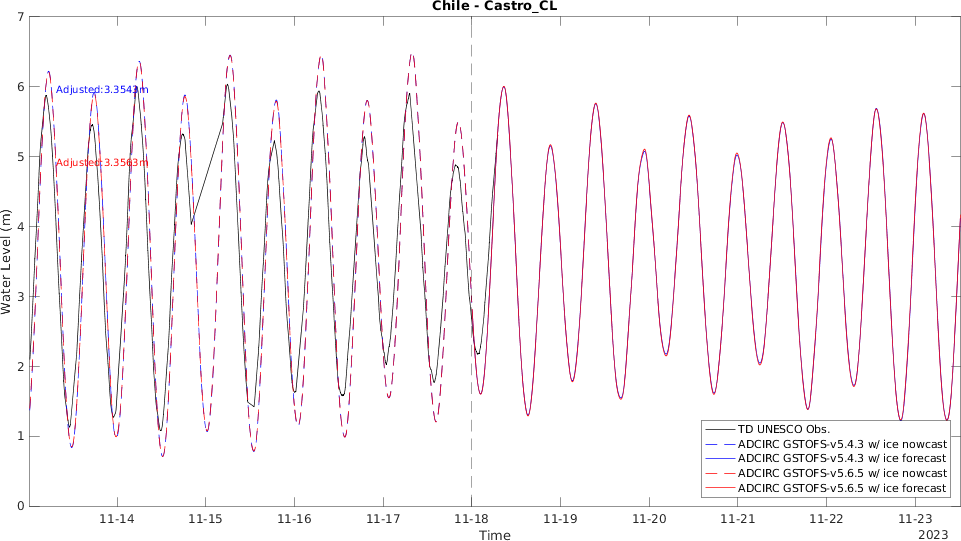 Chile - Castro_CL
7
6
5
4
3
2
1
0
Water Level (m)
Adjusted:3.3543m
Adjusted:3.3563m
TD UNESCO Obs.
ADCIRC GSTOFS-v5.4.3 w/ ice nowcast
ADCIRC GSTOFS-v5.4.3 w/ ice forecast
ADCIRC GSTOFS-v5.6.5 w/ ice nowcast
ADCIRC GSTOFS-v5.6.5 w/ ice forecast
11-14 11-15 11-16 11-17 11-18 11-19 11-20 11-21 11-22 11-23
Time
2023